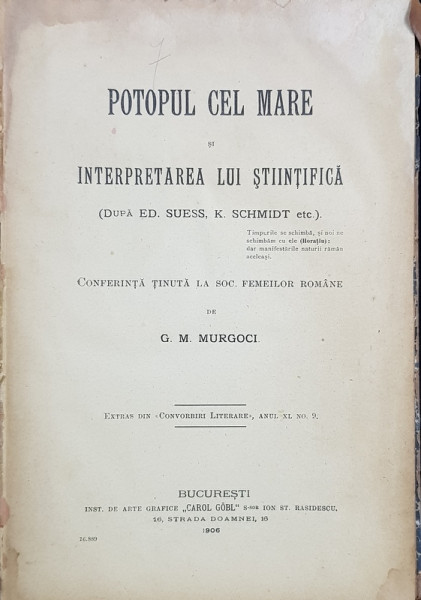 POTOPUL CEL MARE
ȘI
INTERPRETAREA LUI ȘTIINȚIFICĂ
(DUPĂ ED. SUESS, K. SCHMIDT etc.).
Timpurile se schimbă, și noi ne
schimbăm cu ele (Horațiu):
dar manifestările naturii rămân
aceleași.
CONFERINȚĂ ȚINUTĂ LA SOC. FEMEILOR ROMÂNE
DE
G. M. MURGOCI.
EXTRAS DIN «CONVORBIRI LITERARE», ANUL XL NO. 9.
BUCUREȘTI
INST. DE ARTE GRAFICE „CAROL GÖBL” S-sor ION ST. RASIDESCU,
16, STRADA DOAMNEI, 16
1906